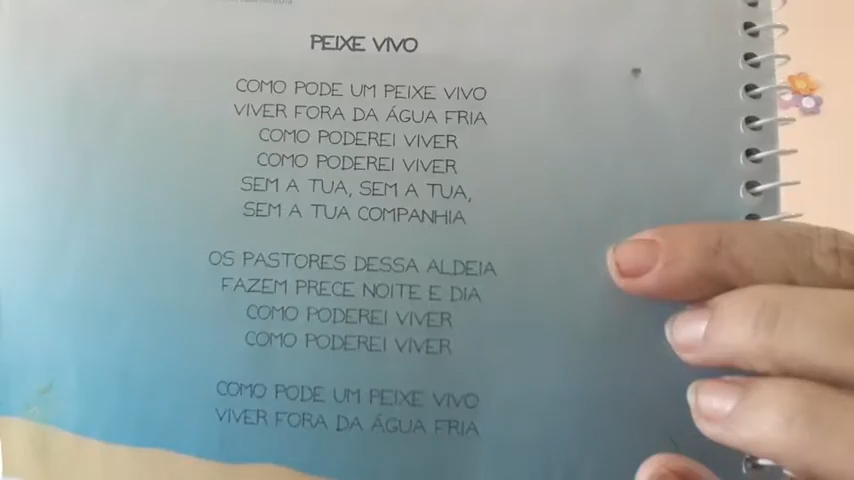 PEIXE VIVO
COMO PODE UM PEIXE VIVO
VIVER FORA DA ÁGUA FRIA
COMO PODEREI VIVER
COMO PODEREI VIVER
SEM A TUA, SEM A TUA,
SEM A TUA COMPANHIA
OS PASTORES DESSA ALDEIA
FAZEM PRECE NOITE E DIA
COMO PODEREI VIVER
COMO PODEREI VIVER
COMO PODE UM PEIXE VIVO
VIVER FORA DA ÁGUA FRIA